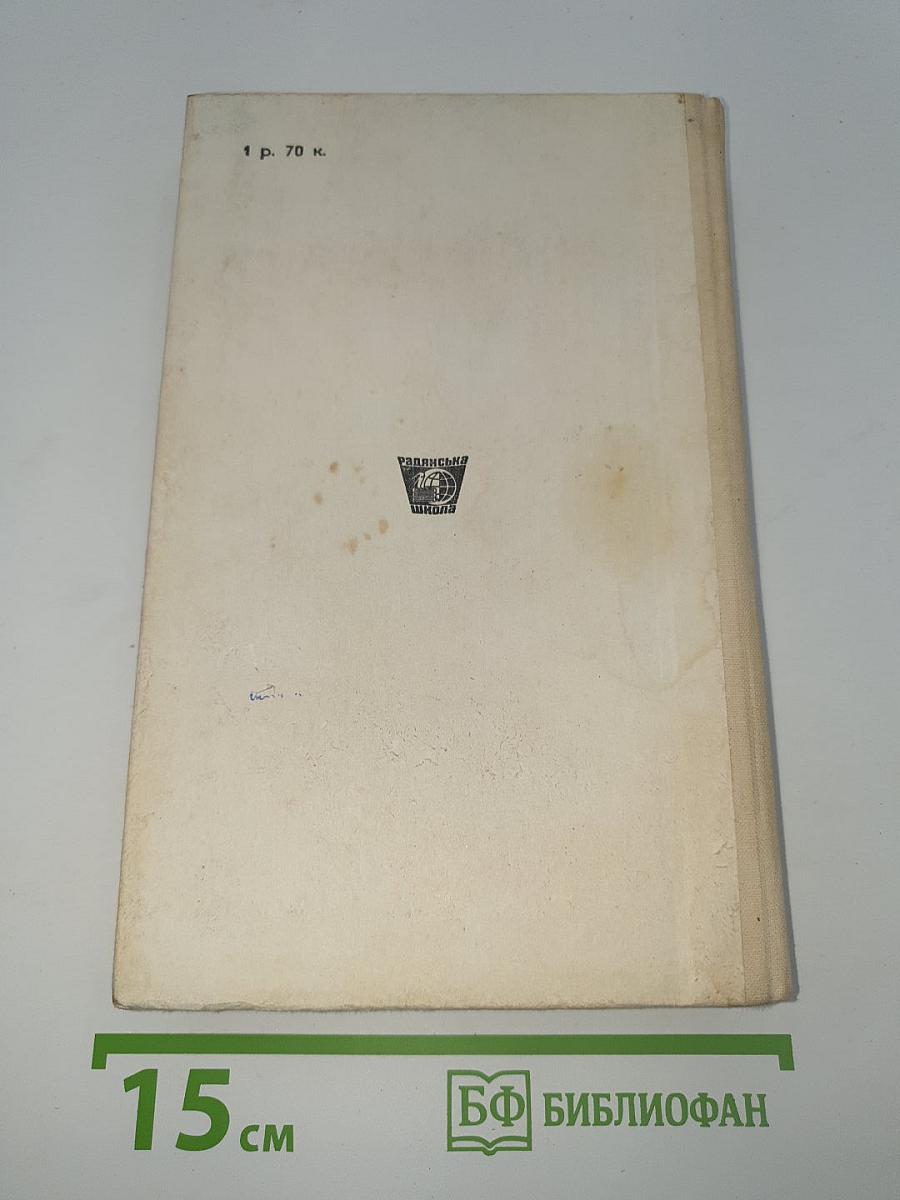 1 р. 70 к.
РАДЯНСЬКА
ШКОЛА
15 см
БФ БИБЛИОФАН